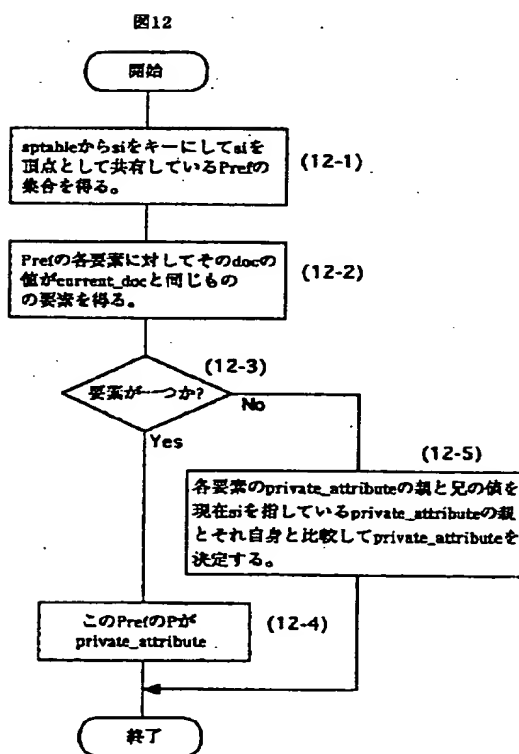 図12
開始
sptableからsiをキーにしてsiを
頂点として共有しているPrefの
集合を得る。
(12-1)
Prefの各要素に対してそのdocの
値がcurrent_docと同じもの
の要素を得る。
(12-2)
(12-3)
要素が一つか?
No
Yes
(12-5)
各要素のprivate_attributeの親と兄の値を
現在siを指しているprivate_attributeの親
とそれ自身と比較してprivate_attributeを
決定する。
このPrefのPが
private_attribute
(12-4)
終了